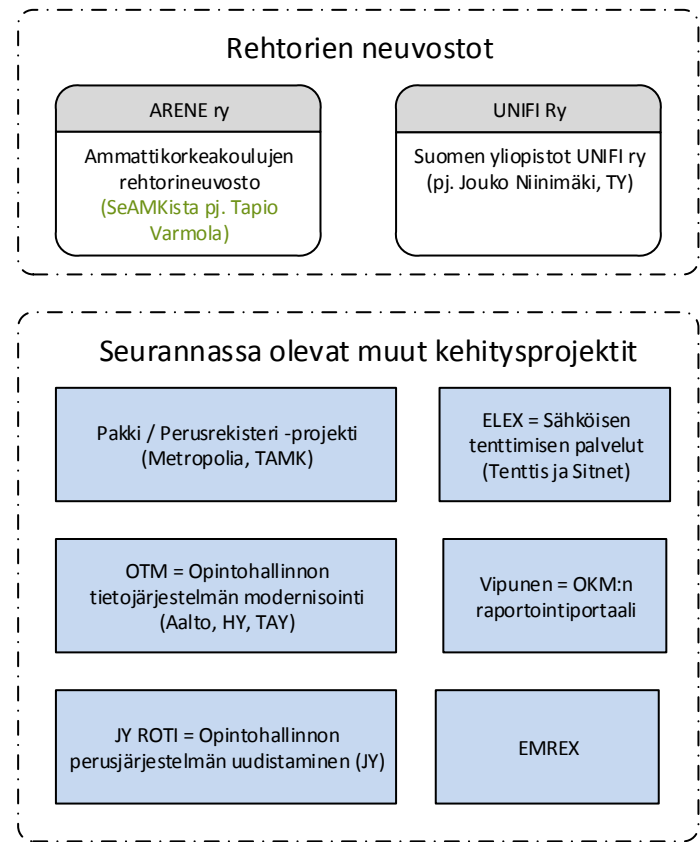 Rehtorien neuvostot
ARENE ry
Ammattikorkeakoulujen
rehtorineuvosto
(SeAMKista pj. Tapio
Varmola)
UNIFI Ry
Suomen yliopistot UNIFI ry
(pj. Jouko Niinimäki, TY)
Seurannassa olevat muut kehitysprojektit
Pakki / Perusrekisteri -projekti
(Metropolia, TAMK)
ELEX = Sähköisen
tenttimisen palvelut
(Tenttis ja Sitnet)
OTM = Opintohallinnon
tietojärjestelmän modernisointi
(Aalto, HY, TAY)
Vipunen = OKM:n
raportointiportaali
JY ROTI = Opintohallinnon
perusjärjestelmän uudistaminen (JY)
EMREX